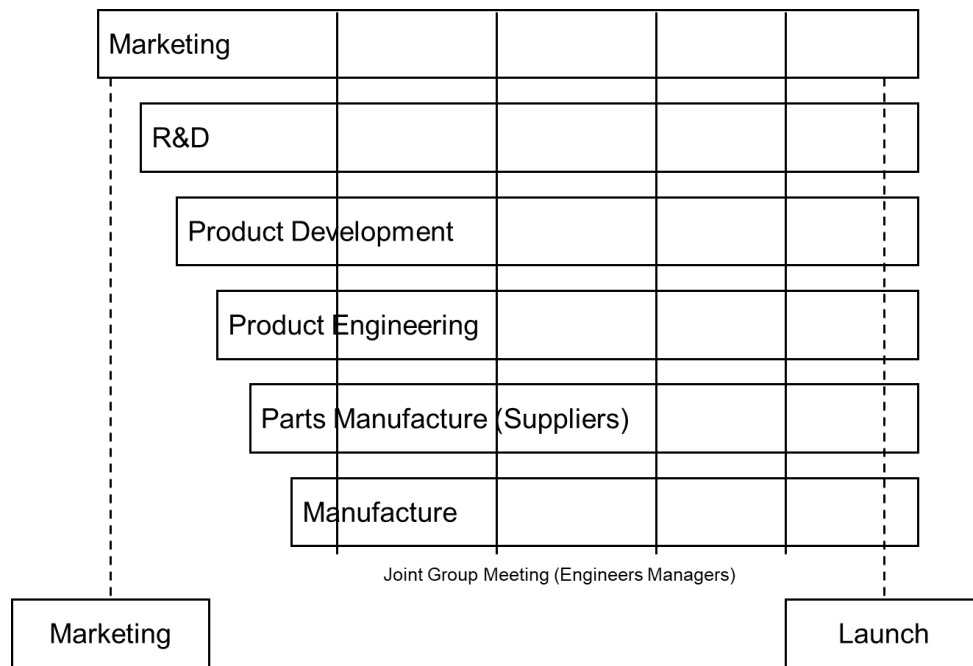 Marketing
R&D
Product Development
Product Engineering
Parts Manufacture (Suppliers)
Manufacture
Joint Group Meeting (Engineers Managers)
Marketing
Launch